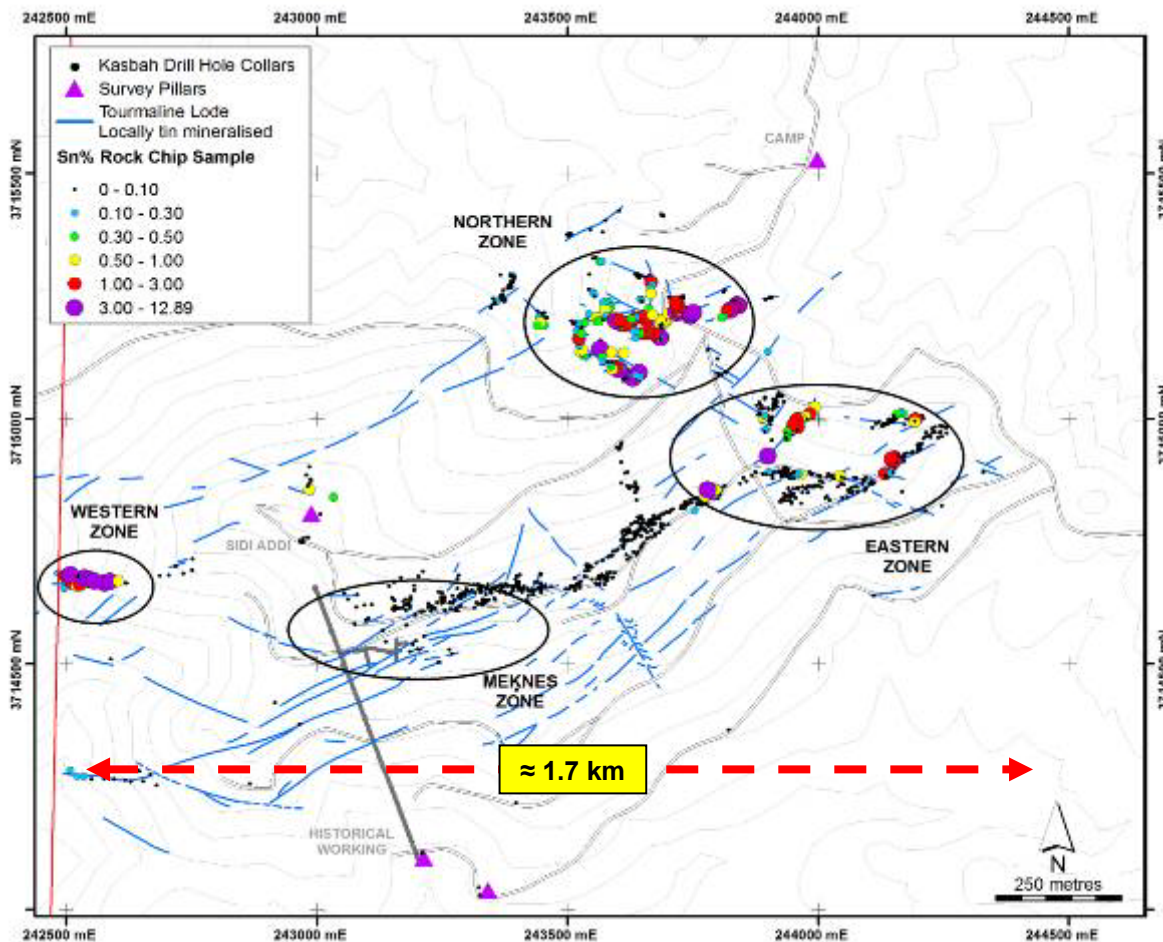 242500 mE
243000 mE
243500 mE
244000 mE
244500 mE
Kasbah Drill Hole Collars
Survey Pillars
Tourmaline Lode
Locally tin mineralised
Sn% Rock Chip Sample
0 - 0.10
0.10 - 0.30
0.30 - 0.50
0.50 - 1.00
1.00 - 3.00
3.00 - 12.89
CAMP
3715500 mN
NORTHERN
ZONE
3715000 mN
WESTERN
ZONE
SIDI ADDI
EASTERN
ZONE
MEKNES
ZONE
3714500 mN
≈ 1.7 km
HISTORICAL
WORKING
N
250 metres
242500 mE
243000 mE
243500 mE
244000 mE
244500 mE